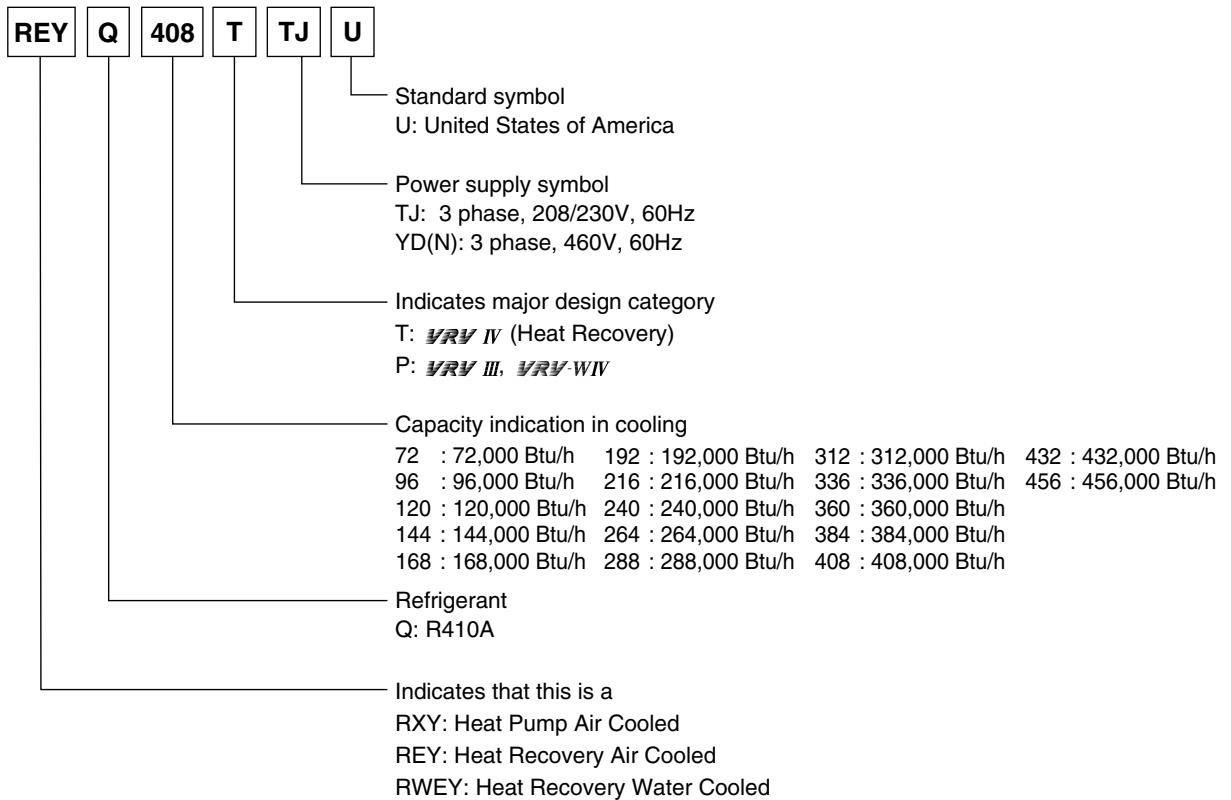 REY Q 408 T TJ U
Standard symbol
U: United States of America
Power supply symbol
TJ: 3 phase, 208/230V, 60Hz
YD(N): 3 phase, 460V, 60Hz
Indicates major design category
T: VRV IV (Heat Recovery)
P: VRV III, VRV-WIV
Capacity indication in cooling
72 : 72,000 Btu/h 192 : 192,000 Btu/h 312 : 312,000 Btu/h 432 : 432,000 Btu/h
96 : 96,000 Btu/h 216 : 216,000 Btu/h 336 : 336,000 Btu/h 456 : 456,000 Btu/h
120 : 120,000 Btu/h 240 : 240,000 Btu/h 360 : 360,000 Btu/h
144 : 144,000 Btu/h 264 : 264,000 Btu/h 384 : 384,000 Btu/h
168 : 168,000 Btu/h 288 : 288,000 Btu/h 408 : 408,000 Btu/h
Refrigerant
Q: R410A
Indicates that this is a
RXY: Heat Pump Air Cooled
REY: Heat Recovery Air Cooled
RWEY: Heat Recovery Water Cooled